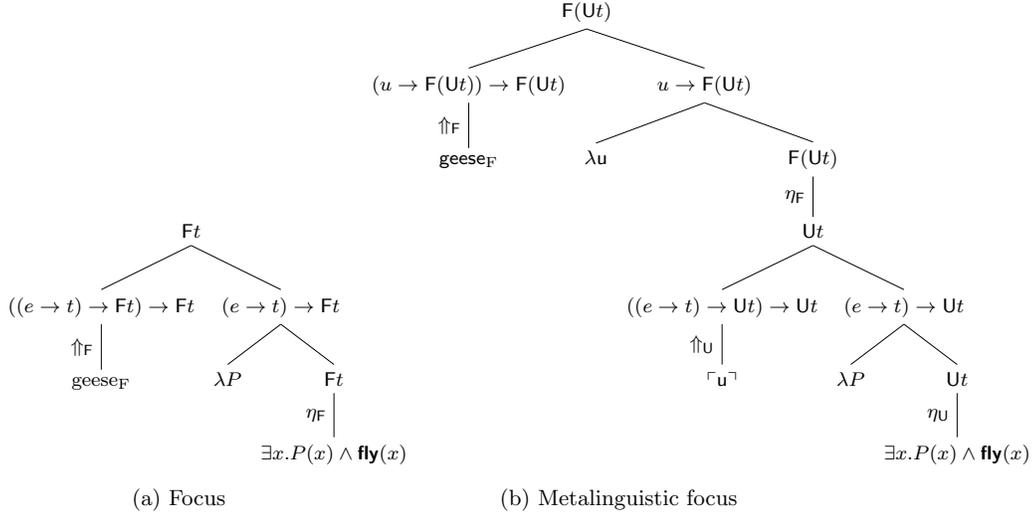 F(Ut)
(u → F(Ut)) → F(Ut) u → F(Ut)
⇑F
geeseF λu F(Ut)
ηF
Ft Ut
((e → t) → Ft) → Ft (e → t) → Ft ((e → t) → Ut) → Ut (e → t) → Ut
⇑F ⇑U
geeseF λP Ft ⌜u⌝ λP Ut
ηF ηU
∃x.P(x) ∧ fly(x) ∃x.P(x) ∧ fly(x)
(a) Focus (b) Metalinguistic focus